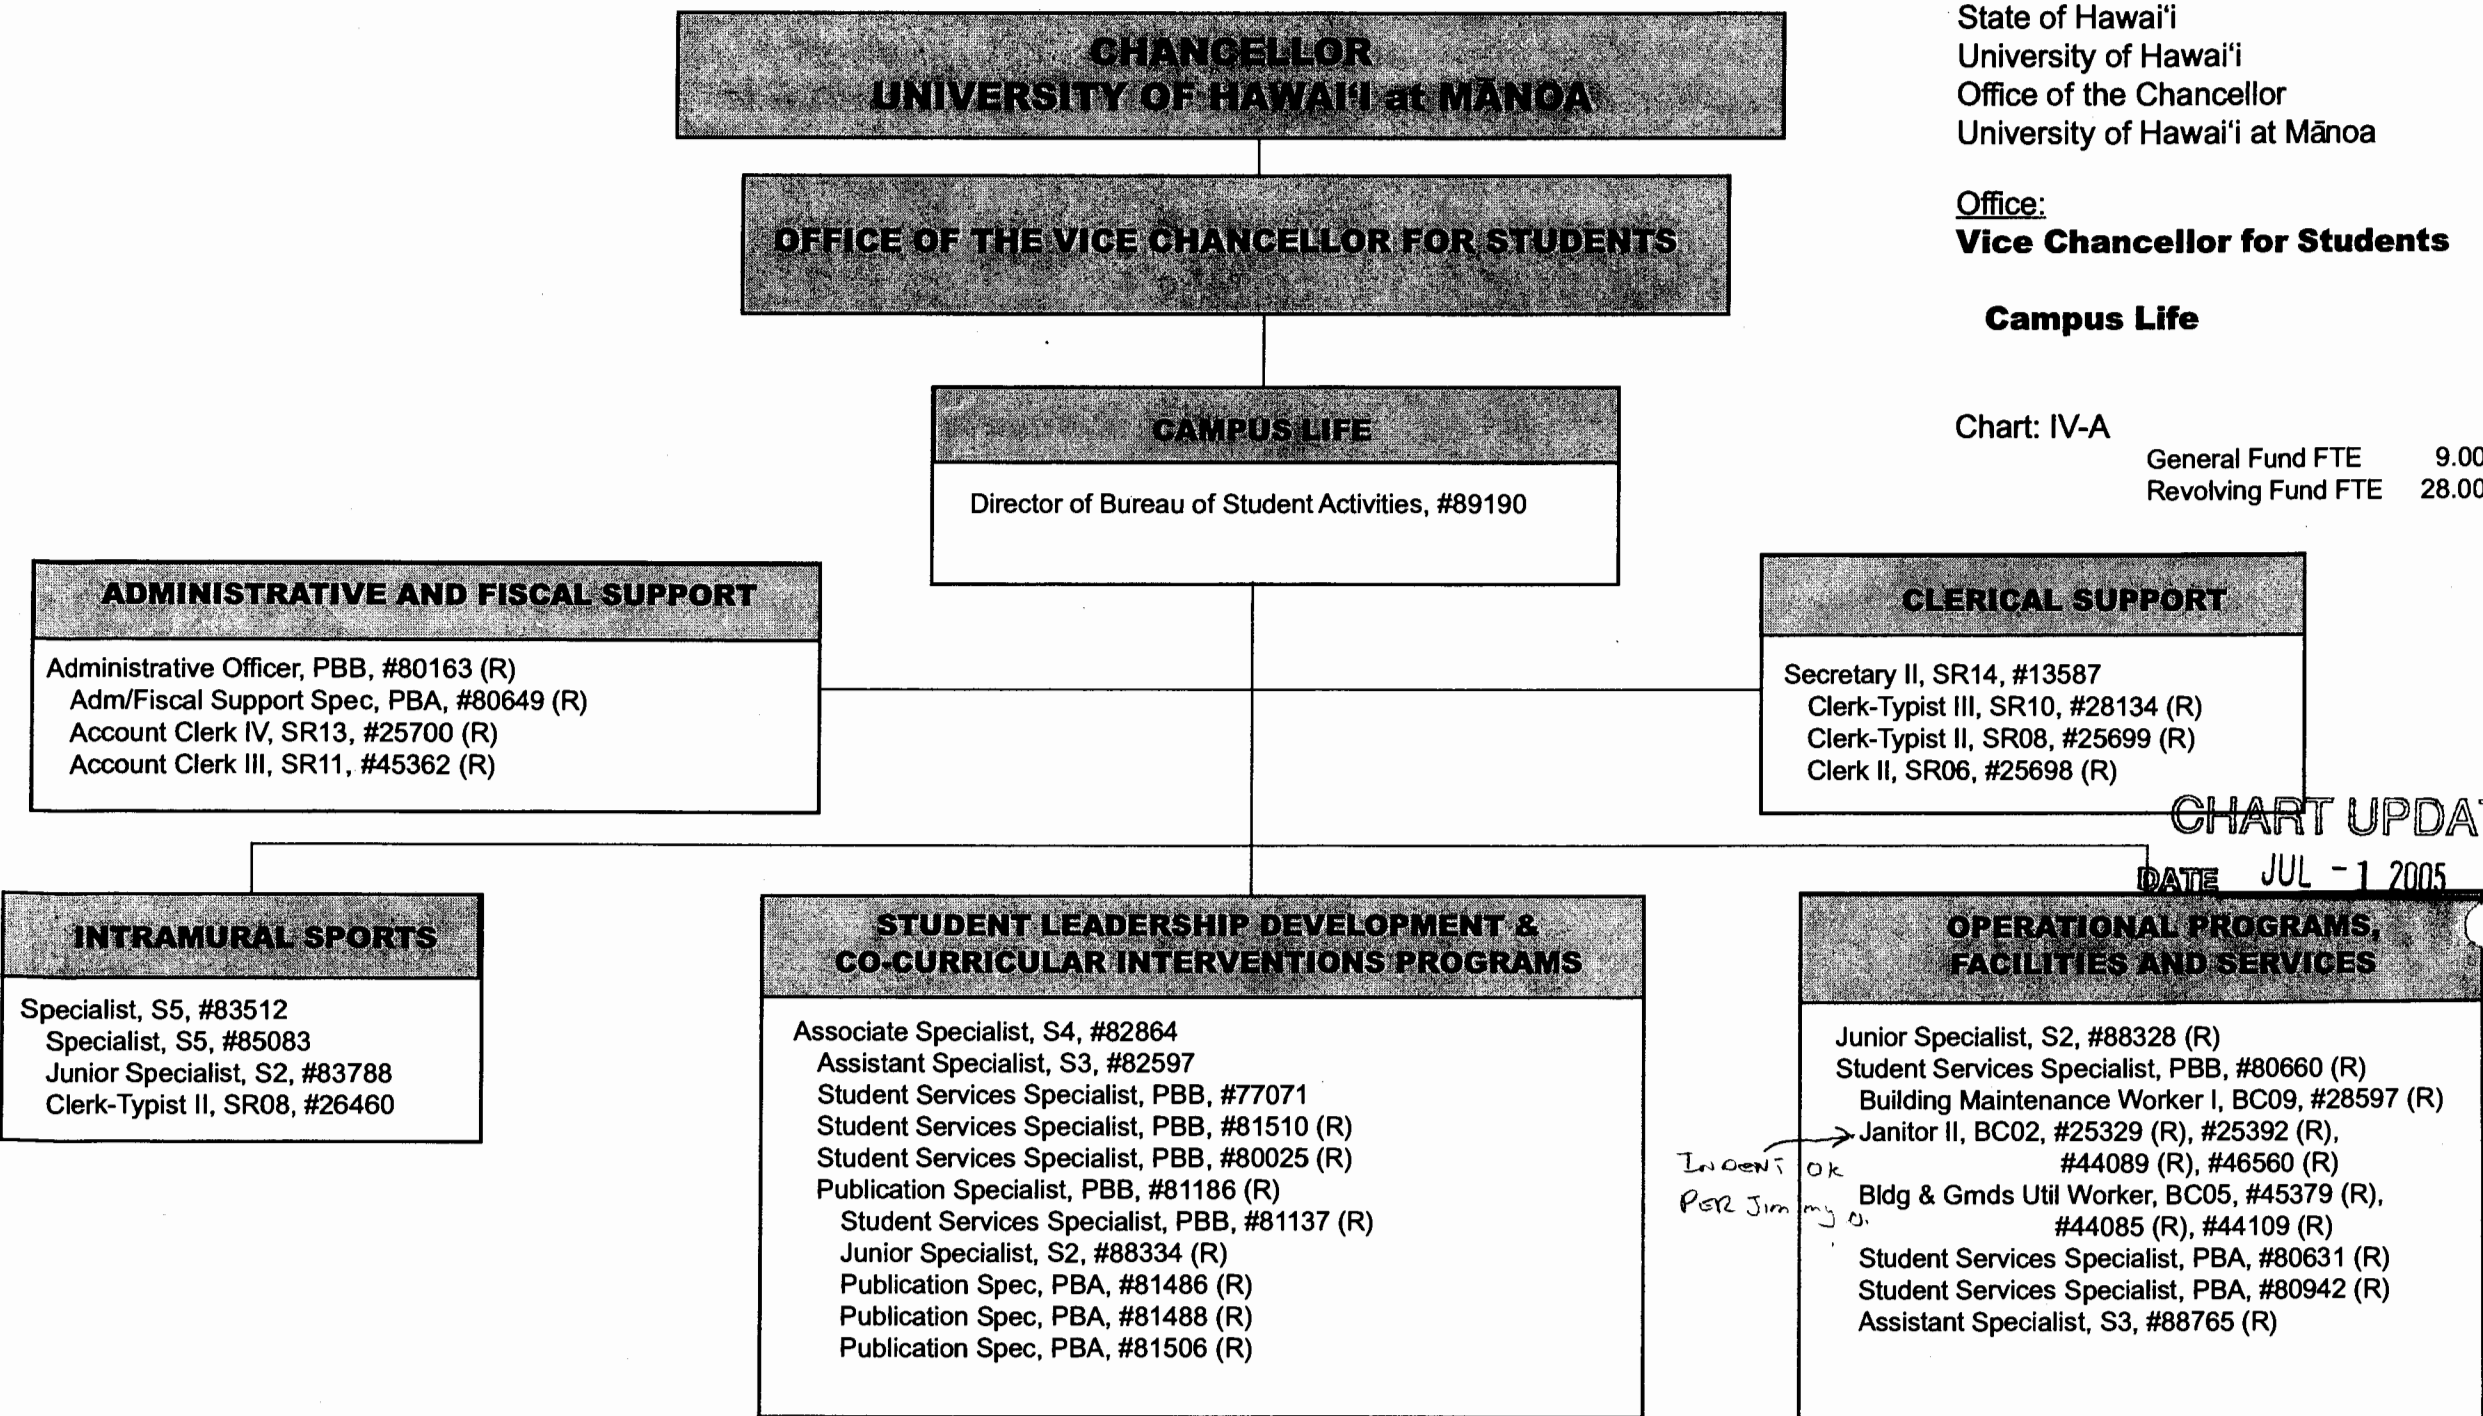 CHANCELLOR
UNIVERSITY OF HAWAIʻI at MĀNOA
State of Hawaiʻi
University of Hawaiʻi
Office of the Chancellor
University of Hawaiʻi at Mānoa
OFFICE OF THE VICE CHANCELLOR FOR STUDENTS
Office:
Vice Chancellor for Students
Campus Life
Chart: IV-A
General Fund FTE 9.00
Revolving Fund FTE 28.00
CAMPUS LIFE
Director of Bureau of Student Activities, #89190
ADMINISTRATIVE AND FISCAL SUPPORT
Administrative Officer, PBB, #80163 (R)
Adm/Fiscal Support Spec, PBA, #80649 (R)
Account Clerk IV, SR13, #25700 (R)
Account Clerk III, SR11, #45362 (R)
CLERICAL SUPPORT
Secretary II, SR14, #13587
Clerk-Typist III, SR10, #28134 (R)
Clerk-Typist II, SR08, #25699 (R)
Clerk II, SR06, #25698 (R)
CHART UPDA
DATE JUL - 1 2005
INTRAMURAL SPORTS
Specialist, S5, #83512
Specialist, S5, #85083
Junior Specialist, S2, #83788
Clerk-Typist II, SR08, #26460
STUDENT LEADERSHIP DEVELOPMENT &
CO-CURRICULAR INTERVENTIONS PROGRAMS
Associate Specialist, S4, #82864
Assistant Specialist, S3, #82597
Student Services Specialist, PBB, #77071
Student Services Specialist, PBB, #81510 (R)
Student Services Specialist, PBB, #80025 (R)
Publication Specialist, PBB, #81186 (R)
Student Services Specialist, PBB, #81137 (R)
Junior Specialist, S2, #88334 (R)
Publication Spec, PBA, #81486 (R)
Publication Spec, PBA, #81488 (R)
Publication Spec, PBA, #81506 (R)
OPERATIONAL PROGRAMS,
FACILITIES AND SERVICES
Junior Specialist, S2, #88328 (R)
Student Services Specialist, PBB, #80660 (R)
Building Maintenance Worker I, BC09, #28597 (R)
Janitor II, BC02, #25329 (R), #25392 (R),
#44089 (R), #46560 (R)
Bldg & Grnds Util Worker, BC05, #45379 (R),
#44085 (R), #44109 (R)
Student Services Specialist, PBA, #80631 (R)
Student Services Specialist, PBA, #80942 (R)
Assistant Specialist, S3, #88765 (R)
INDENT OK
PER Jimmy